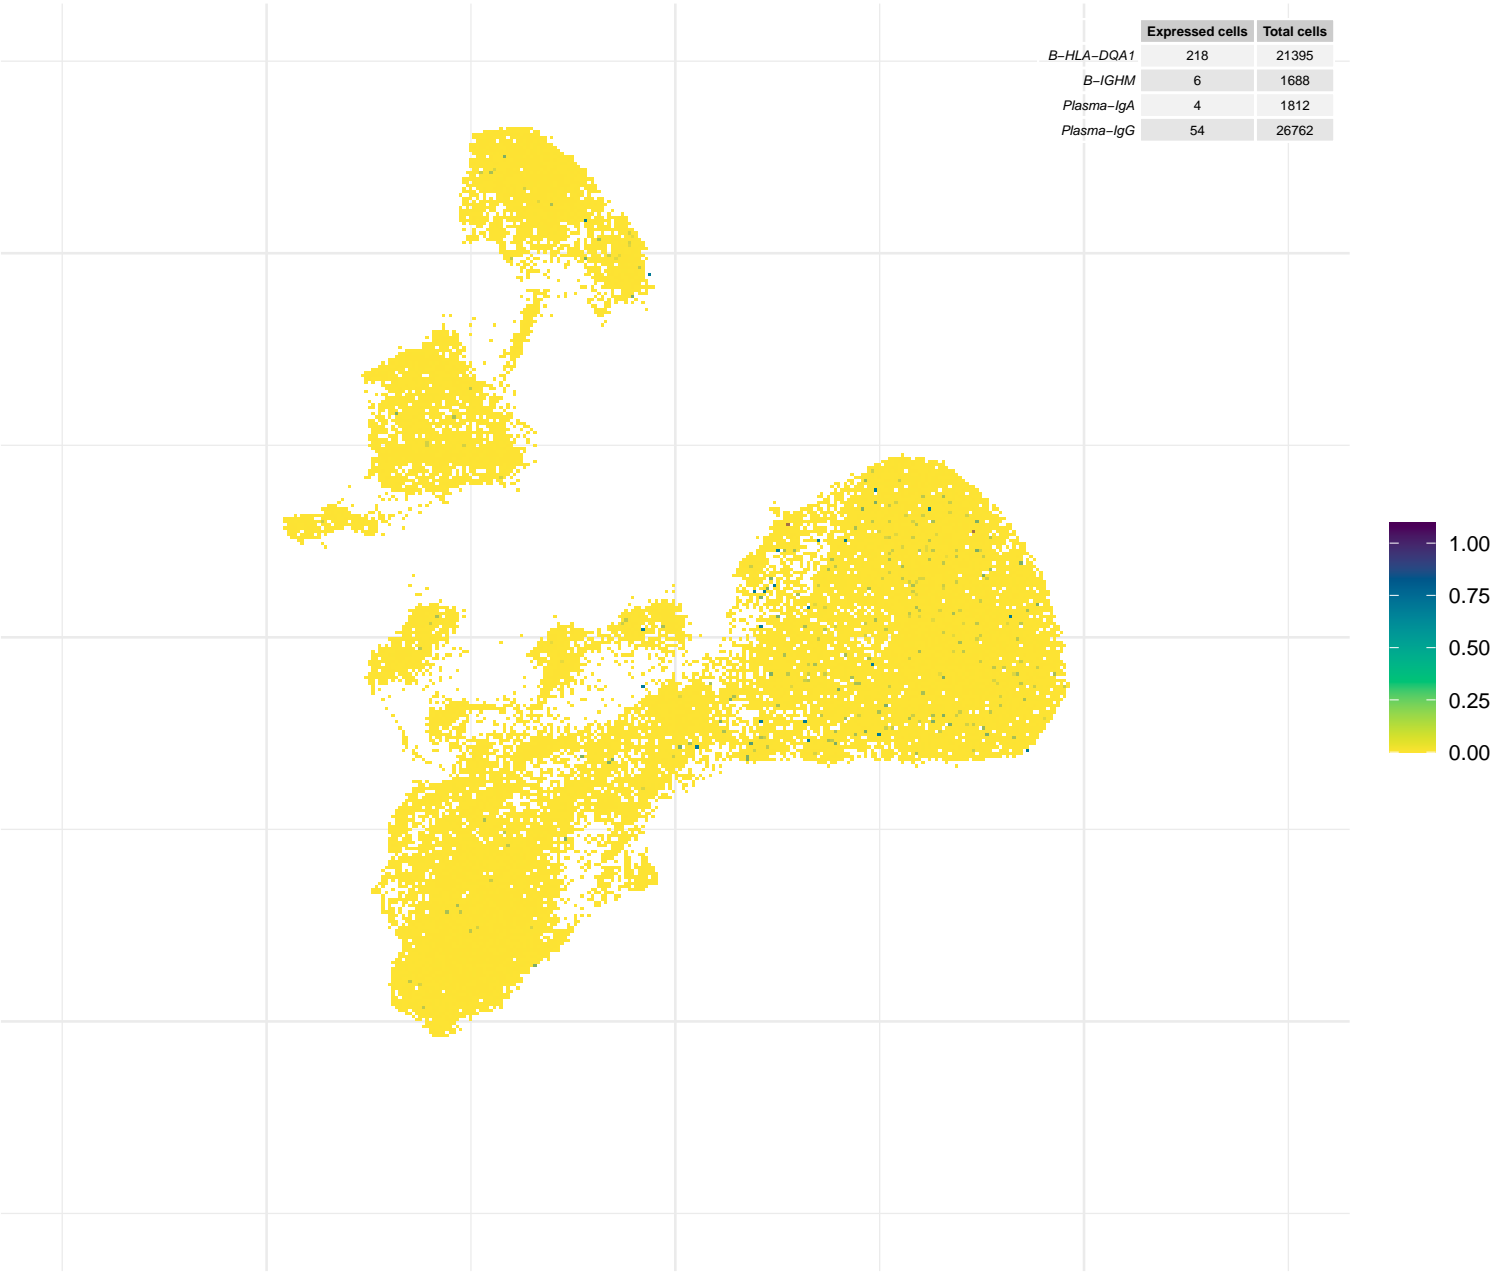 Expressed cells Total cells
B−HLA−DQA1 218 21395
B−IGHM 6 1688
Plasma−IgA 4 1812
Plasma−IgG 54 26762
1.00
0.75
0.50
0.25
0.00